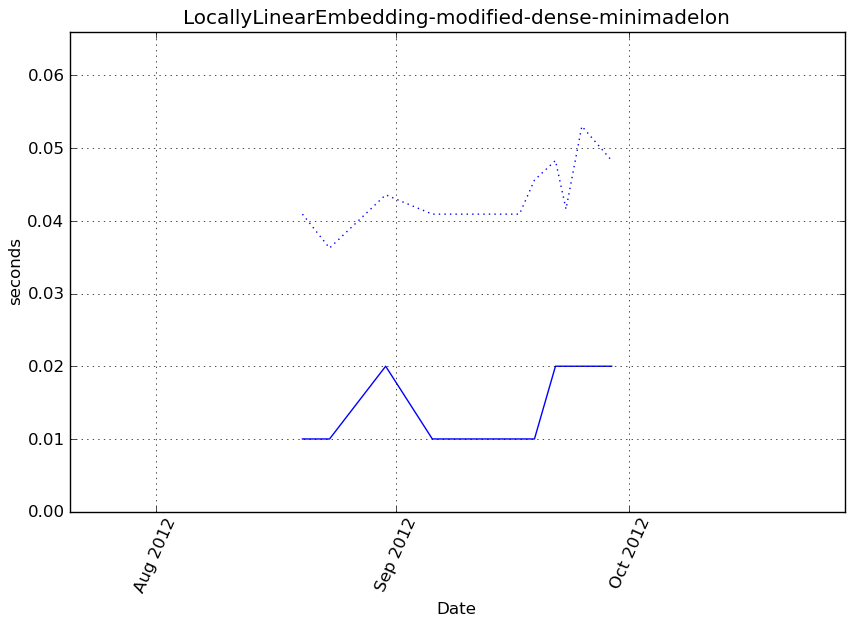 LocallyLinearEmbedding-modified-dense-minimadelon
0.06
0.05
0.04
0.03
0.02
0.01
0.00
seconds
Aug 2012
Sep 2012
Oct 2012
Date